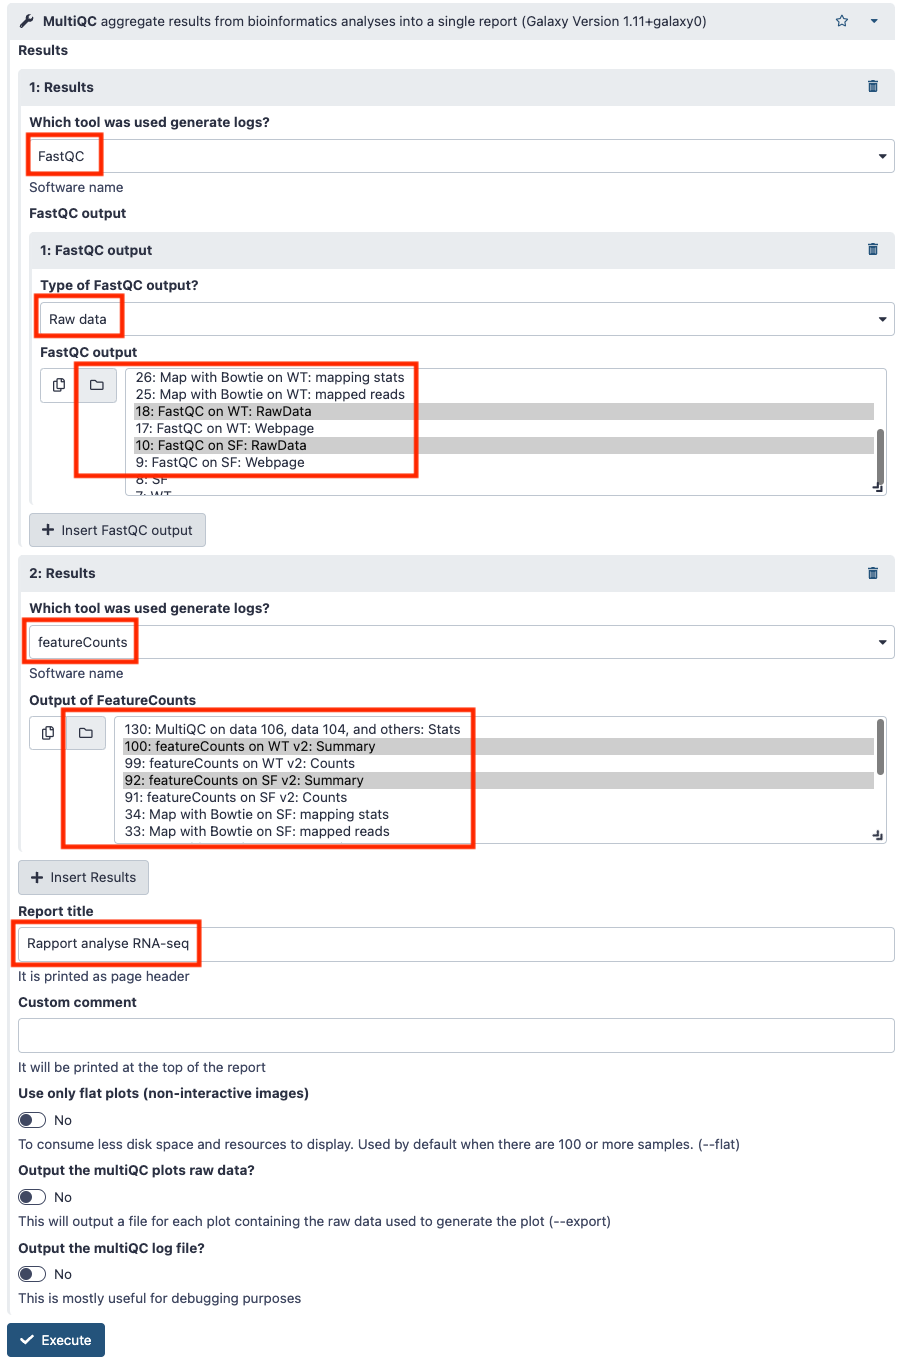 MultiQC aggregate results from bioinformatics analyses into a single report (Galaxy Version 1.11+galaxy0)
Results
1: Results
Which tool was used generate logs?
FastQC
Software name
FastQC output
1: FastQC output
Type of FastQC output?
Raw data
FastQC output
26: Map with Bowtie on WT: mapping stats
25: Map with Bowtie on WT: mapped reads
18: FastQC on WT: RawData
17: FastQC on WT: Webpage
10: FastQC on SF: RawData
9: FastQC on SF: Webpage
8: SF
7: WT
Insert FastQC output
2: Results
Which tool was used generate logs?
featureCounts
Software name
Output of FeatureCounts
130: MultiQC on data 106, data 104, and others: Stats
100: featureCounts on WT v2: Summary
99: featureCounts on WT v2: Counts
92: featureCounts on SF v2: Summary
91: featureCounts on SF v2: Counts
34: Map with Bowtie on SF: mapping stats
33: Map with Bowtie on SF: mapped reads
Insert Results
Report title
Rapport analyse RNA-seq
It is printed as page header
Custom comment
It will be printed at the top of the report
Use only flat plots (non-interactive images)
No
To consume less disk space and resources to display. Used by default when there are 100 or more samples. (--flat)
Output the multiQC plots raw data?
No
This will output a file for each plot containing the raw data used to generate the plot (--export)
Output the multiQC log file?
No
This is mostly useful for debugging purposes
Execute